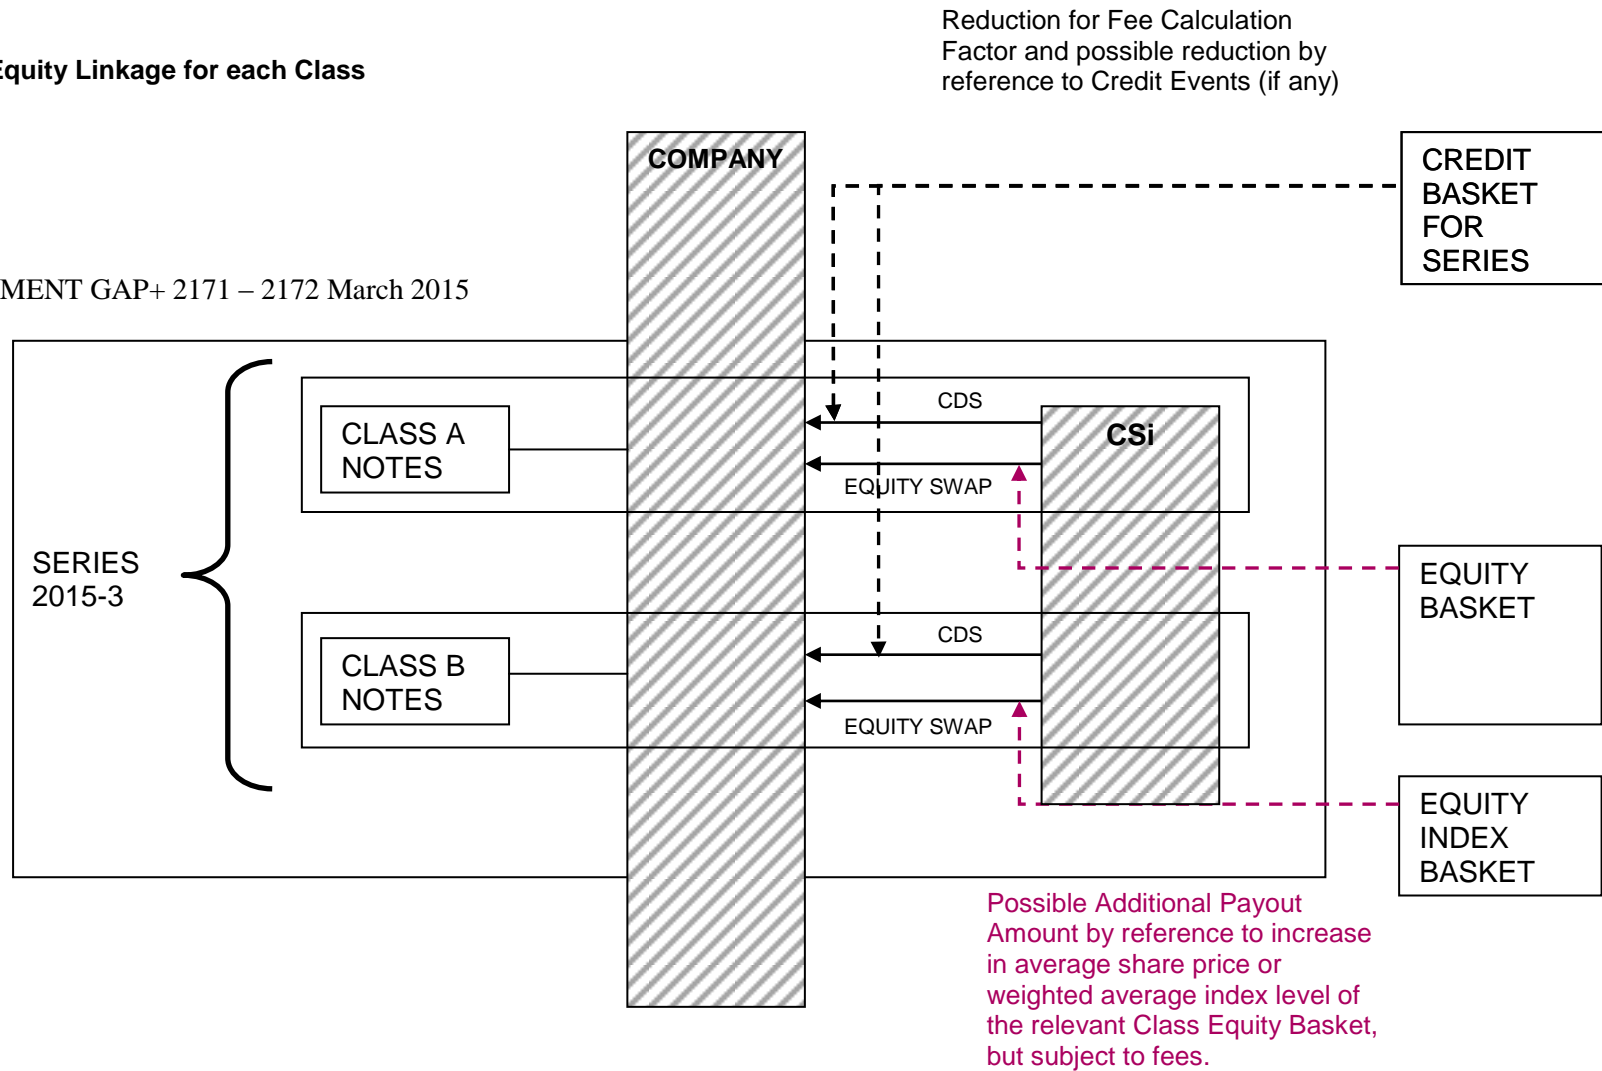 Reduction for Fee Calculation
Factor and possible reduction by
reference to Credit Events (if any)
Equity Linkage for each Class
COMPANY
CREDIT
BASKET
FOR
SERIES
MENT GAP+ 2171 – 2172 March 2015
CLASS A
NOTES
CDS
EQUITY SWAP
CSi
SERIES
2015-3
EQUITY
BASKET
CLASS B
NOTES
CDS
EQUITY SWAP
EQUITY
INDEX
BASKET
Possible Additional Payout
Amount by reference to increase
in average share price or
weighted average index level of
the relevant Class Equity Basket,
but subject to fees.